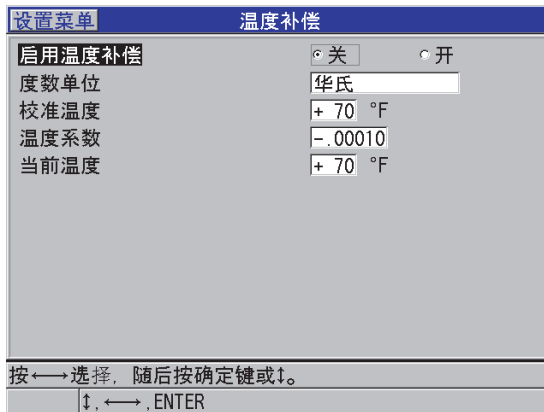 设置菜单 温度补偿
启用温度补偿 关 开
度数单位 华氏
校准温度 + 70 °F
温度系数 -.00010
当前温度 + 70 °F
按←→选择, 随后按确定键或↕。
↕, ←→, ENTER